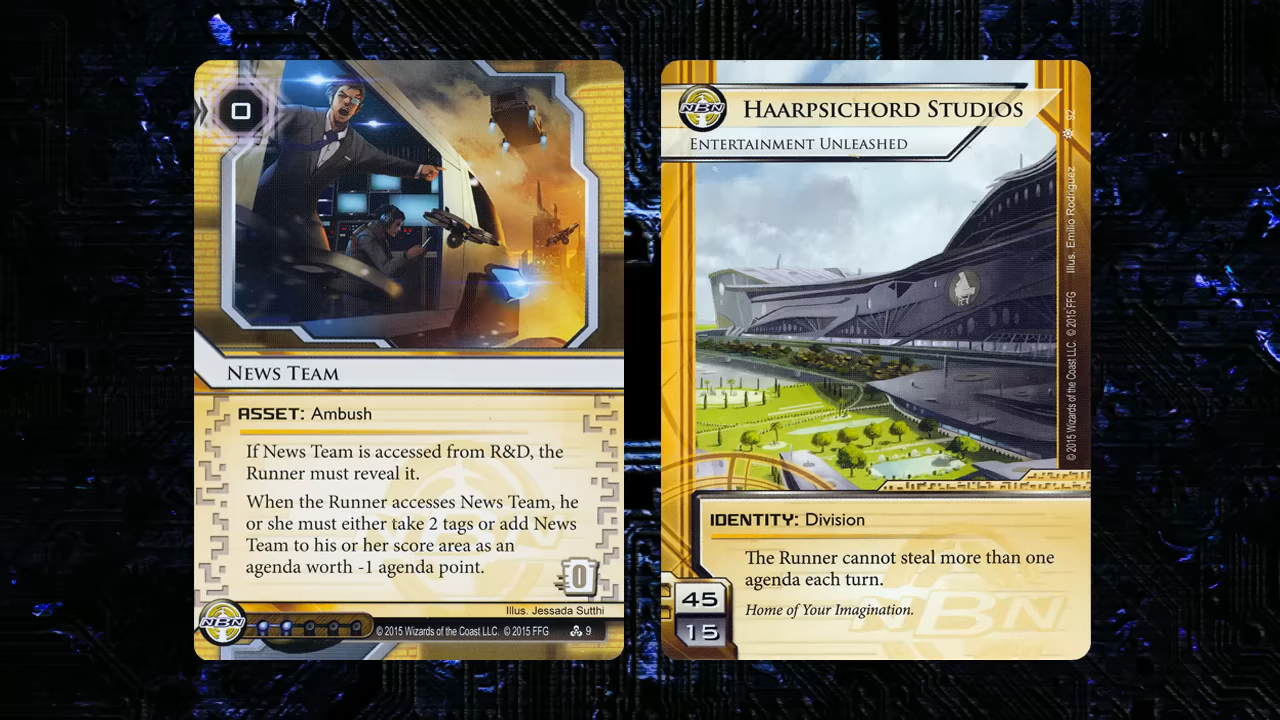 News Team
ASSET: Ambush
If News Team is accessed from R&D, the
Runner must reveal it.
When the Runner accesses News Team, he
or she must either take 2 tags or add News
Team to his or her score area as an
agenda worth -1 agenda point.
0
Illus. Jessada Sutthi
NBN
© 2015 Wizards of the Coast LLC. © 2015 FFG
9
NBN
Haarpsichord Studios
Entertainment Unleashed
92
Illus. Emilio Rodriguez
© 2015 Wizards of the Coast LLC. © 2015 FFG
IDENTITY: Division
The Runner cannot steal more than one
agenda each turn.
Home of Your Imagination.
45
15
NBN